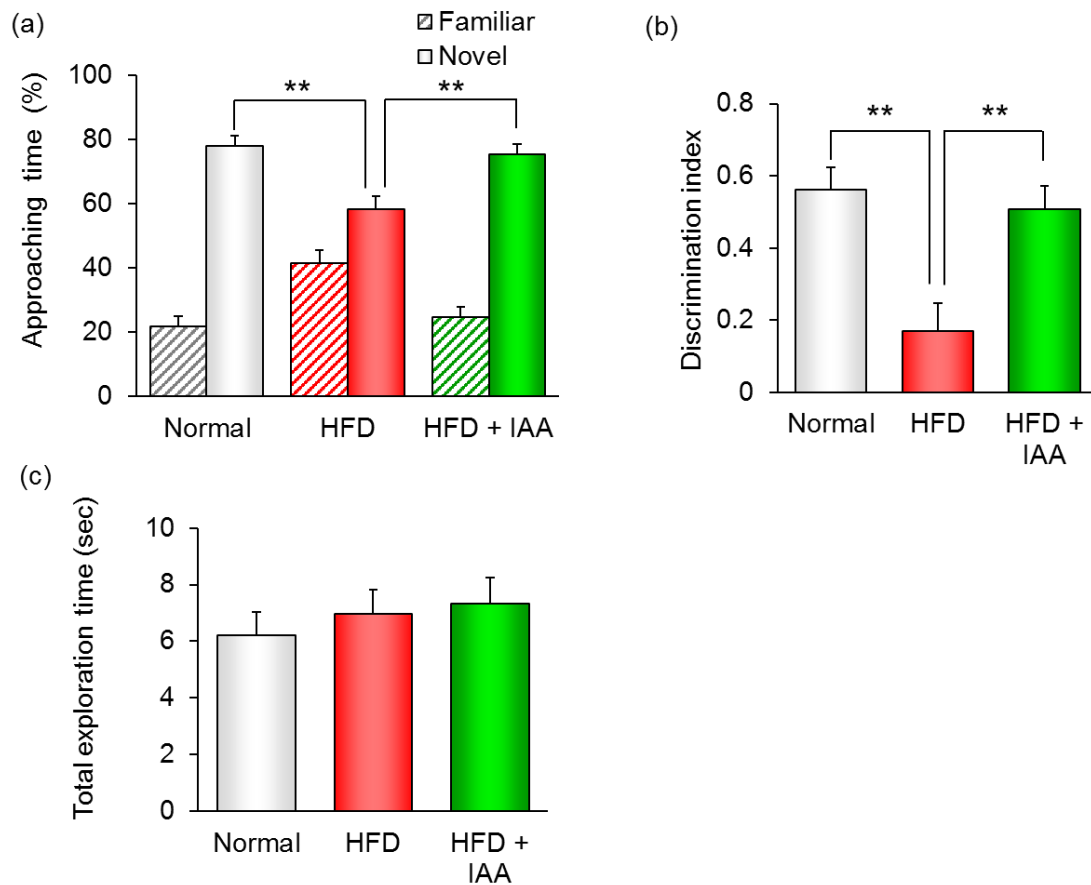 (a)
Familiar
Novel
Approaching time (%)
100
80
60
40
20
0
**
**
Normal
HFD
HFD + IAA
(b)
Discrimination index
0.8
0.6
0.4
0.2
0
**
**
Normal
HFD
HFD +
IAA
(c)
Total exploration time (sec)
10
8
6
4
2
0
Normal
HFD
HFD +
IAA